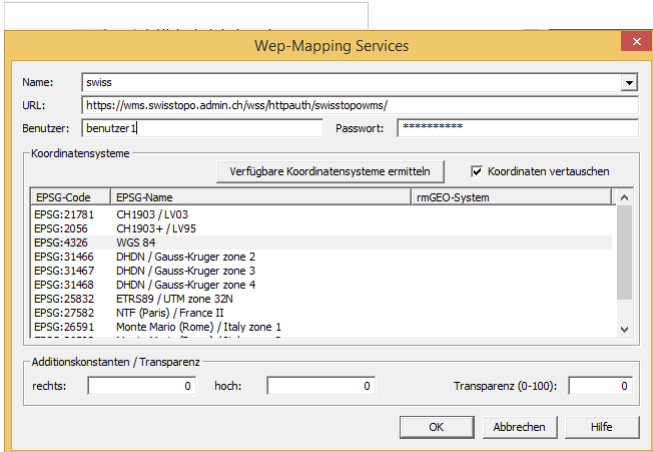 Wep-Mapping Services
Name: swiss
URL: https://wms.swisstopo.admin.ch/wss/httpauth/swisstopowms/
Benutzer: benutzer1 Passwort: **********
Koordinatensysteme
Verfügbare Koordinatensysteme ermitteln Koordinaten vertauschen
EPSG-Code EPSG-Name rmGEO-System
EPSG:21781 CH1903 / LV03
EPSG:2056 CH1903+ / LV95
EPSG:4326 WGS 84
EPSG:31466 DHDN / Gauss-Kruger zone 2
EPSG:31467 DHDN / Gauss-Kruger zone 3
EPSG:31468 DHDN / Gauss-Kruger zone 4
EPSG:25832 ETRS89 / UTM zone 32N
EPSG:27582 NTF (Paris) / France II
EPSG:26591 Monte Mario (Rome) / Italy zone 1
Additionskonstanten / Transparenz
rechts: 0 hoch: 0 Transparenz (0-100): 0
OK Abbrechen Hilfe